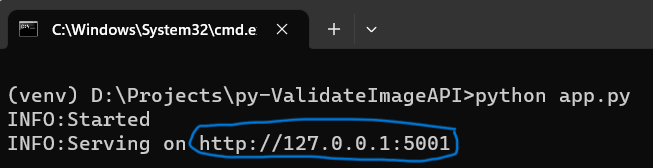 C:\Windows\System32\cmd.e
(venv) D:\Projects\py-ValidateImageAPI>python app.py
INFO:Started
INFO:Serving on http://127.0.0.1:5001